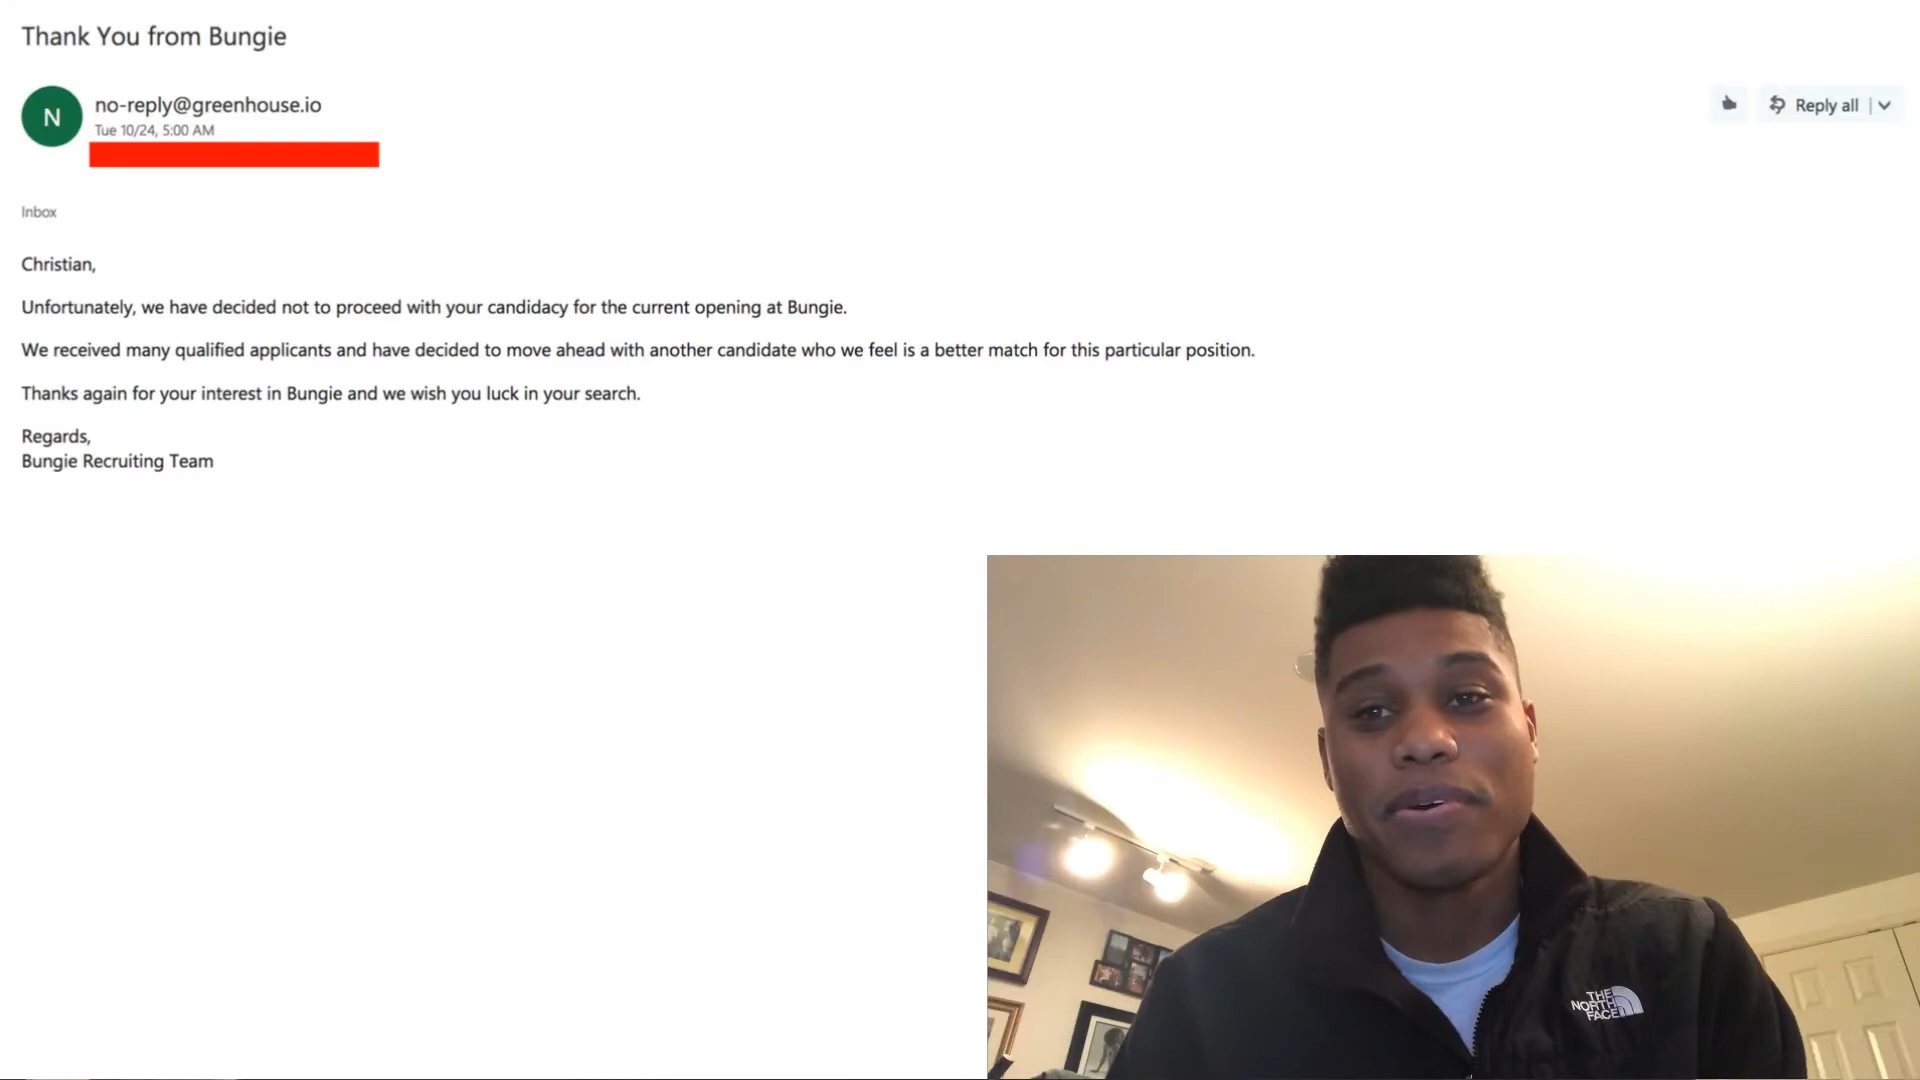 Thank You from Bungie
N
no-reply@greenhouse.io
Tue 10/24, 5:00 AM
Reply all
Inbox
Christian,
Unfortunately, we have decided not to proceed with your candidacy for the current opening at Bungie.
We received many qualified applicants and have decided to move ahead with another candidate who we feel is a better match for this particular position.
Thanks again for your interest in Bungie and we wish you luck in your search.
Regards,
Bungie Recruiting Team
THE
NORTH
FACE